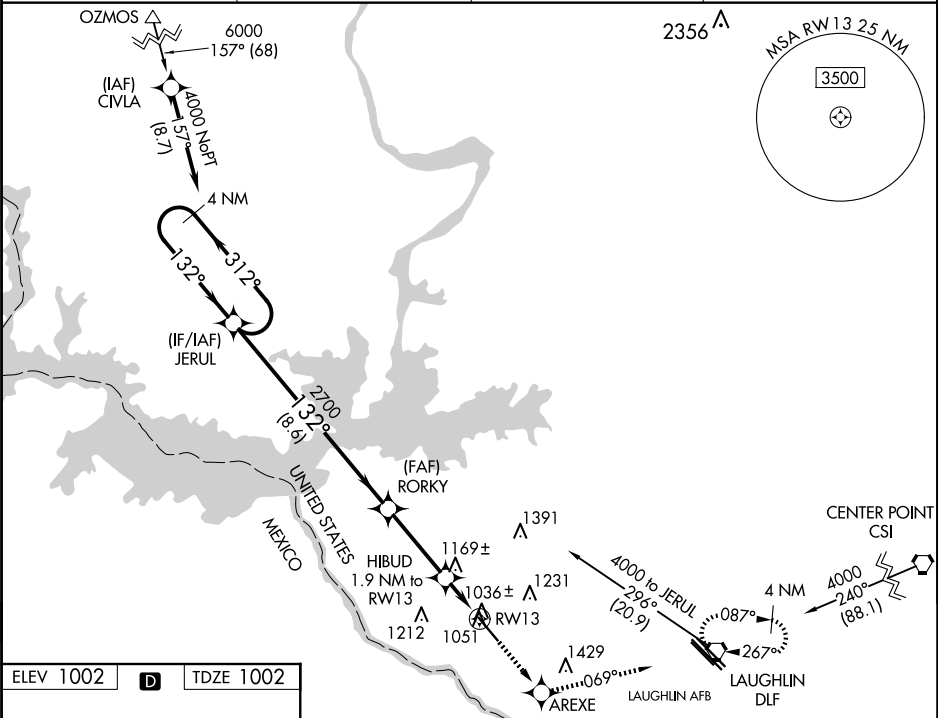 OZMOS
6000
157° (68)
2356
MSA RW13 25 NM
3500
(IAF)
CIVLA
4000 NoPT
157°
(8.7)
4 NM
132°
312°
(IF/IAF)
JERUL
2700
132°
(8.6)
(FAF)
RORKY
UNITED STATES
MEXICO
1391
CENTER POINT
CSI
HIBUD
1.9 NM to
RW13
1169±
1036±
1231
4000 to JERUL
296°
(20.9)
4 NM
4000
240°
(88.1)
087°
267°
1212
1051
RW13
1429
069°
AREXE
LAUGHLIN AFB
LAUGHLIN
DLF
ELEV 1002
D
TDZE 1002